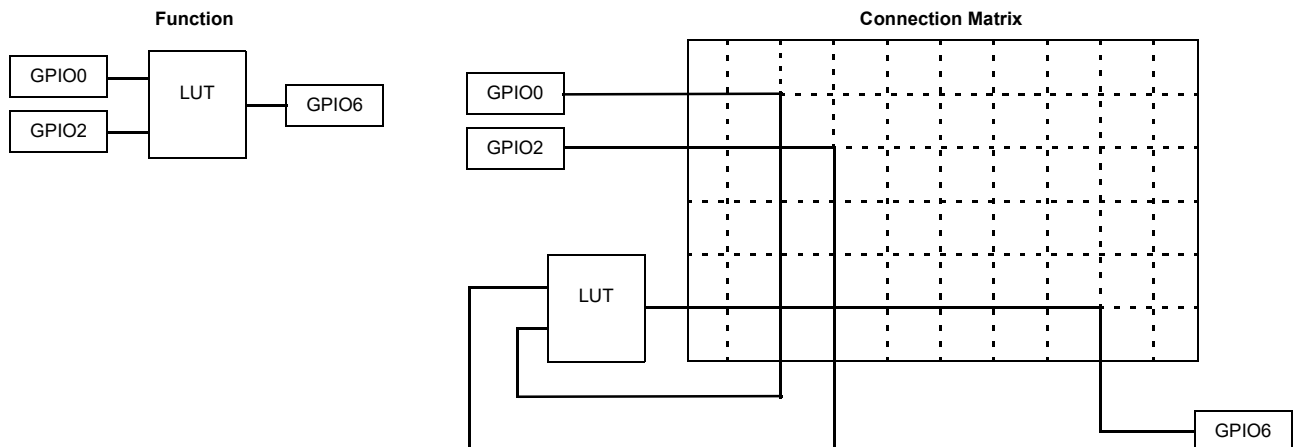 Function
Connection Matrix
GPIO0
LUT
GPIO6
GPIO2
GPIO0
GPIO2
LUT
GPIO6